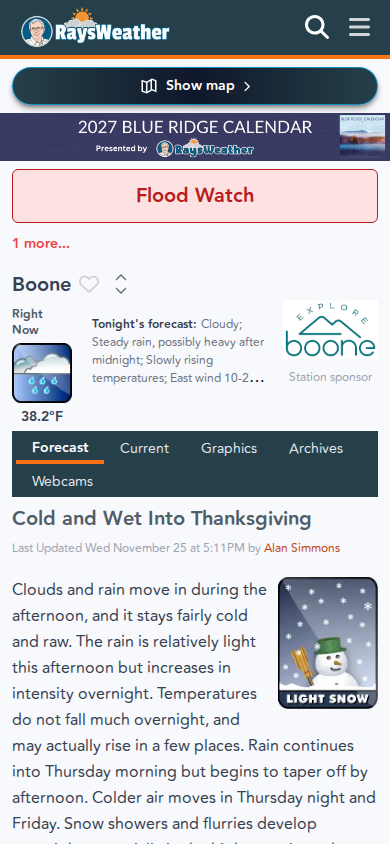 RaysWeather
Show map
2027 BLUE RIDGE CALENDAR
Presented by RaysWeather
BLUE RIDGE CALENDAR
Flood Watch
1 more...
Boone
Right
Now
38.2°F
Tonight's forecast: Cloudy;
Steady rain, possibly heavy after
midnight; Slowly rising
temperatures; East wind 10-2...
EXPLORE
boone
Station sponsor
Forecast Current Graphics Archives
Webcams
Cold and Wet Into Thanksgiving
Last Updated Wed November 25 at 5:11PM by Alan Simmons
Clouds and rain move in during the
afternoon, and it stays fairly cold
and raw. The rain is relatively light
this afternoon but increases in
intensity overnight. Temperatures
do not fall much overnight, and
may actually rise in a few places. Rain continues
into Thursday morning but begins to taper off by
afternoon. Colder air moves in Thursday night and
Friday. Snow showers and flurries develop
LIGHT SNOW